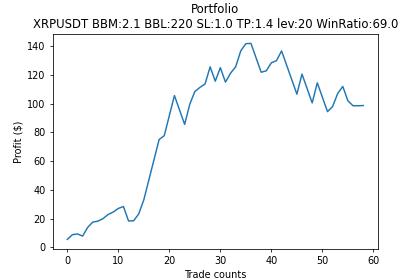 Portfolio
XRPUSDT BBM:2.1 BBL:220 SL:1.0 TP:1.4 lev:20 WinRatio:69.0
140
120
100
80
60
40
20
0
Profit ($)
0 10 20 30 40 50 60
Trade counts